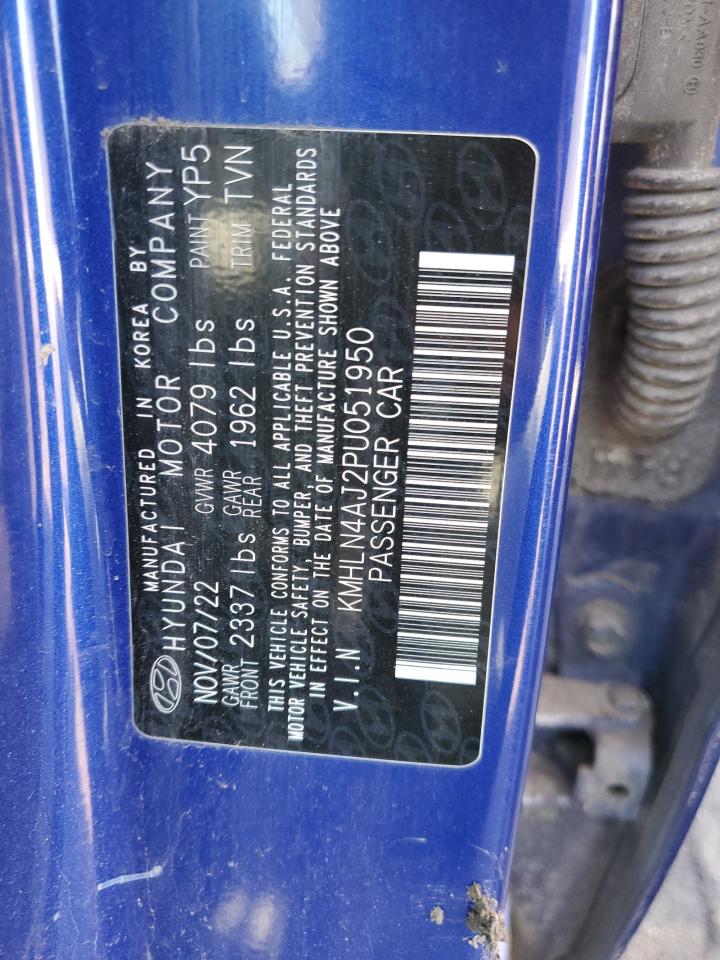 MANUFACTURED IN KOREA BY
HYUNDAI MOTOR COMPANY
NOV/07/22 GVWR 4079 lbs PAINT YP5
GAWR FRONT 2337 lbs GAWR REAR 1962 lbs TRIM TVN
THIS VEHICLE CONFORMS TO ALL APPLICABLE U.S.A. FEDERAL
MOTOR VEHICLE SAFETY, BUMPER, AND THEFT PREVENTION STANDARDS
IN EFFECT ON THE DATE OF MANUFACTURE SHOWN ABOVE
V.I.N KMHLN4AJ2PU051950
PASSENGER CAR